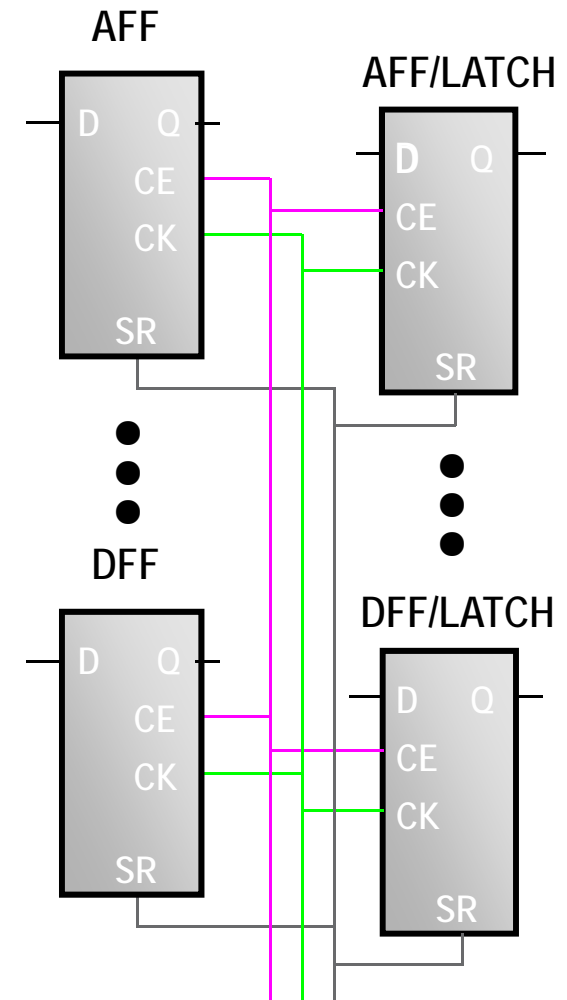 AFF
D Q
CE
CK
SR
AFF/LATCH
D Q
CE
CK
SR
DFF
D Q
CE
CK
SR
DFF/LATCH
D Q
CE
CK
SR